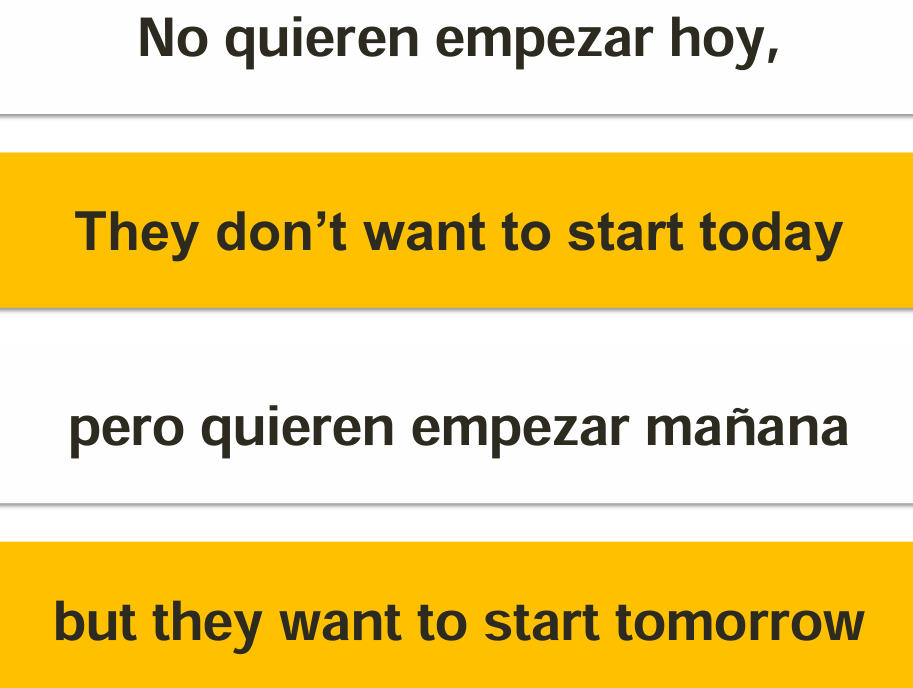 No quieren empezar hoy,
They don’t want to start today
pero quieren empezar mañana
but they want to start tomorrow